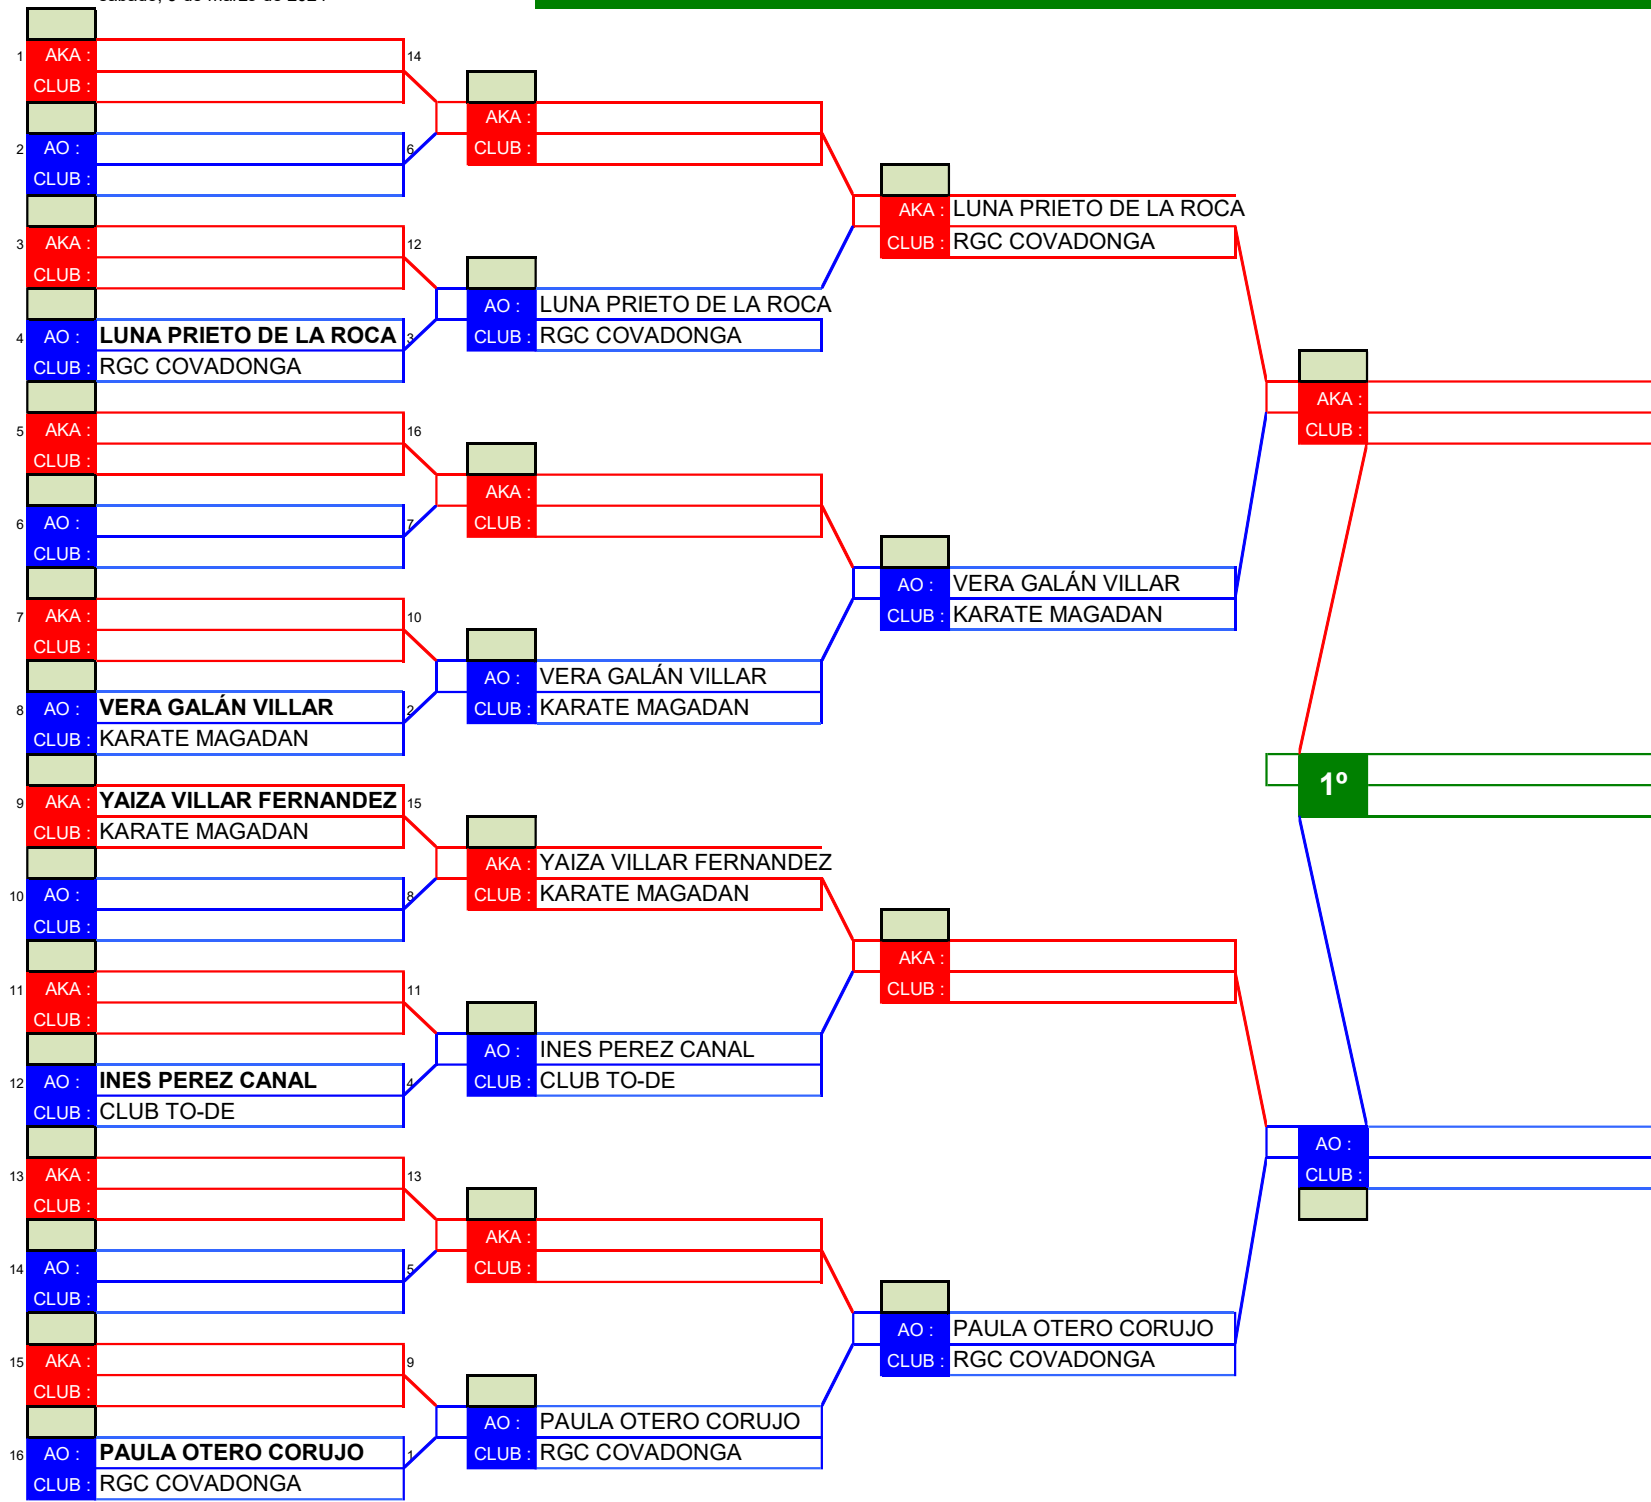 1 AKA : 14
CLUB :
2 AO : 6
CLUB :
3 AKA : 12
CLUB :
4 AO : LUNA PRIETO DE LA ROCA 3
CLUB : RGC COVADONGA
5 AKA : 16
CLUB :
6 AO : 7
CLUB :
7 AKA : 10
CLUB :
8 AO : VERA GALÁN VILLAR 2
CLUB : KARATE MAGADAN
9 AKA : YAIZA VILLAR FERNANDEZ 15
CLUB : KARATE MAGADAN
10 AO : 8
CLUB :
11 AKA : 11
CLUB :
12 AO : INES PEREZ CANAL 4
CLUB : CLUB TO-DE
13 AKA : 13
CLUB :
14 AO : 5
CLUB :
15 AKA : 9
CLUB :
16 AO : PAULA OTERO CORUJO 1
CLUB : RGC COVADONGA
AKA :
CLUB :
AO : LUNA PRIETO DE LA ROCA
CLUB : RGC COVADONGA
AKA :
CLUB :
AO : VERA GALÁN VILLAR
CLUB : KARATE MAGADAN
AKA : YAIZA VILLAR FERNANDEZ
CLUB : KARATE MAGADAN
AO : INES PEREZ CANAL
CLUB : CLUB TO-DE
AKA :
CLUB :
AO : PAULA OTERO CORUJO
CLUB : RGC COVADONGA
AKA : LUNA PRIETO DE LA ROCA
CLUB : RGC COVADONGA
AO : VERA GALÁN VILLAR
CLUB : KARATE MAGADAN
AKA :
CLUB :
AO : PAULA OTERO CORUJO
CLUB : RGC COVADONGA
AKA :
CLUB :
1º
AO :
CLUB :